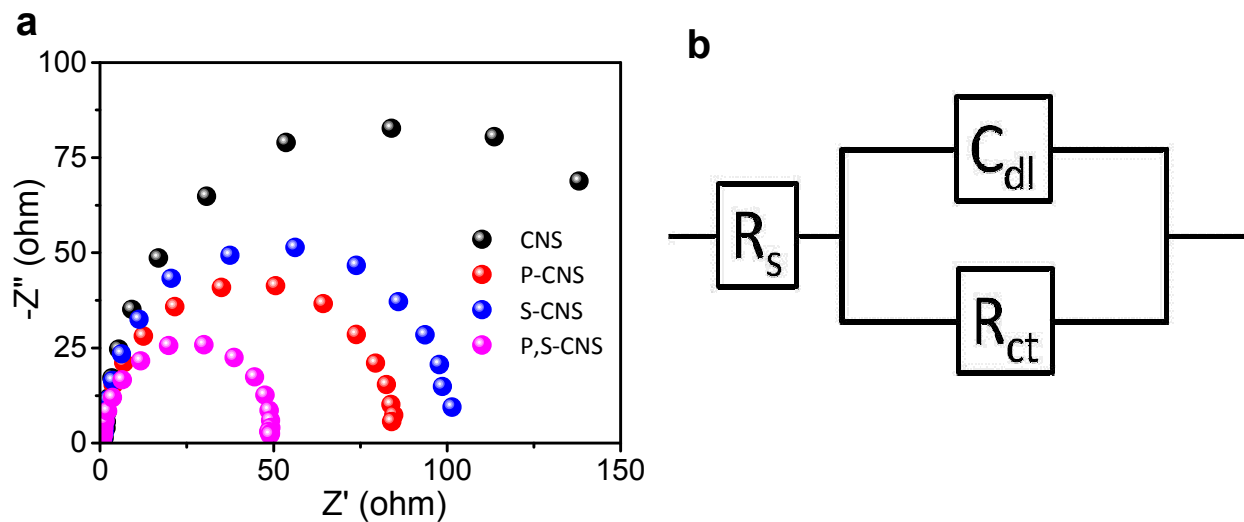 a
100
75
50
25
0
-Z" (ohm)
0 50 100 150
Z' (ohm)
CNS
P-CNS
S-CNS
P,S-CNS
b
Rs
Cdl
Rct